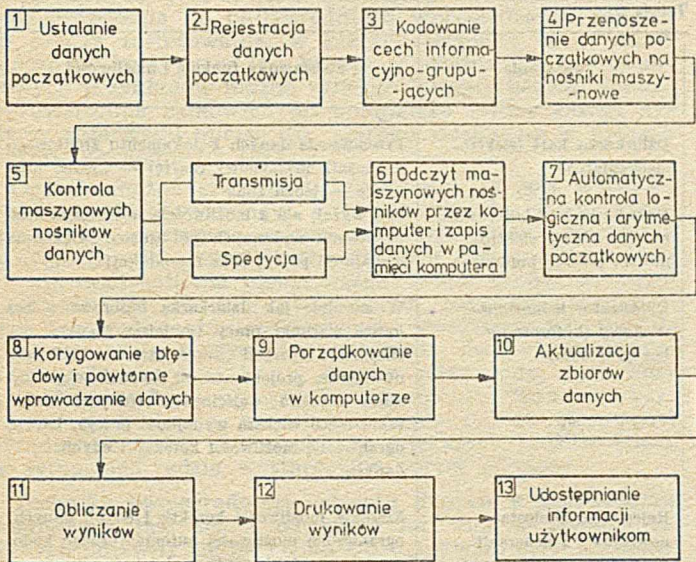 1
Ustalanie
danych
początkowych
2
Rejestracja
danych
początkowych
3
Kodowanie
cech informa-
cyjno-grupu-
jących
4
Przenosze-
nie danych po-
czątkowych na
nośniki maszy-
-nowe
5
Kontrola
maszynowych
nośników
danych
Transmisja
Spedycja
6
Odczyt ma-
szynowych noś-
ników przez kom-
puter i zapis
danych w pa-
mięci komputera
7
Automatycz-
na kontrola lo-
giczna i arytme-
tyczna danych
początkowych
8
Korygowanie błę-
dów i powtórne
wprowadzanie danych
9
Porządkowanie
danych
w komputerze
10
Aktualizacja
zbiorów
danych
11
Obliczanie
wyników
12
Drukowanie
wyników
13
Udostępnianie
informacji
użytkownikom